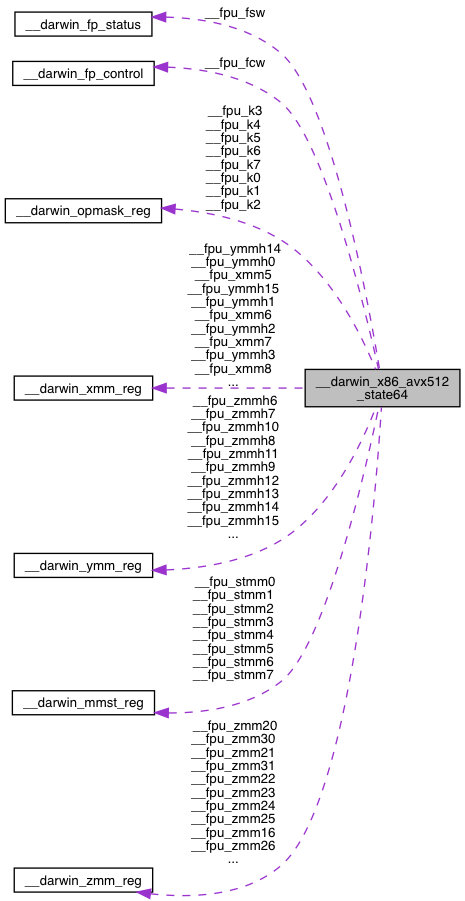 __fpu_fsw
__darwin_fp_status
__fpu_fcw
__darwin_fp_control
__fpu_k3
__fpu_k4
__fpu_k5
__fpu_k6
__fpu_k7
__fpu_k0
__fpu_k1
__fpu_k2
__darwin_opmask_reg
__fpu_ymmh14
__fpu_ymmh0
__fpu_xmm5
__fpu_ymmh15
__fpu_ymmh1
__fpu_xmm6
__fpu_ymmh2
__fpu_xmm7
__fpu_ymmh3
__fpu_xmm8
...
__darwin_xmm_reg
__darwin_x86_avx512
_state64
__fpu_zmmh6
__fpu_zmmh7
__fpu_zmmh10
__fpu_zmmh8
__fpu_zmmh11
__fpu_zmmh9
__fpu_zmmh12
__fpu_zmmh13
__fpu_zmmh14
__fpu_zmmh15
...
__darwin_ymm_reg
__fpu_stmm0
__fpu_stmm1
__fpu_stmm2
__fpu_stmm3
__fpu_stmm4
__fpu_stmm5
__fpu_stmm6
__fpu_stmm7
__darwin_mmst_reg
__fpu_zmm20
__fpu_zmm30
__fpu_zmm21
__fpu_zmm31
__fpu_zmm22
__fpu_zmm23
__fpu_zmm24
__fpu_zmm25
__fpu_zmm16
__fpu_zmm26
...
__darwin_zmm_reg